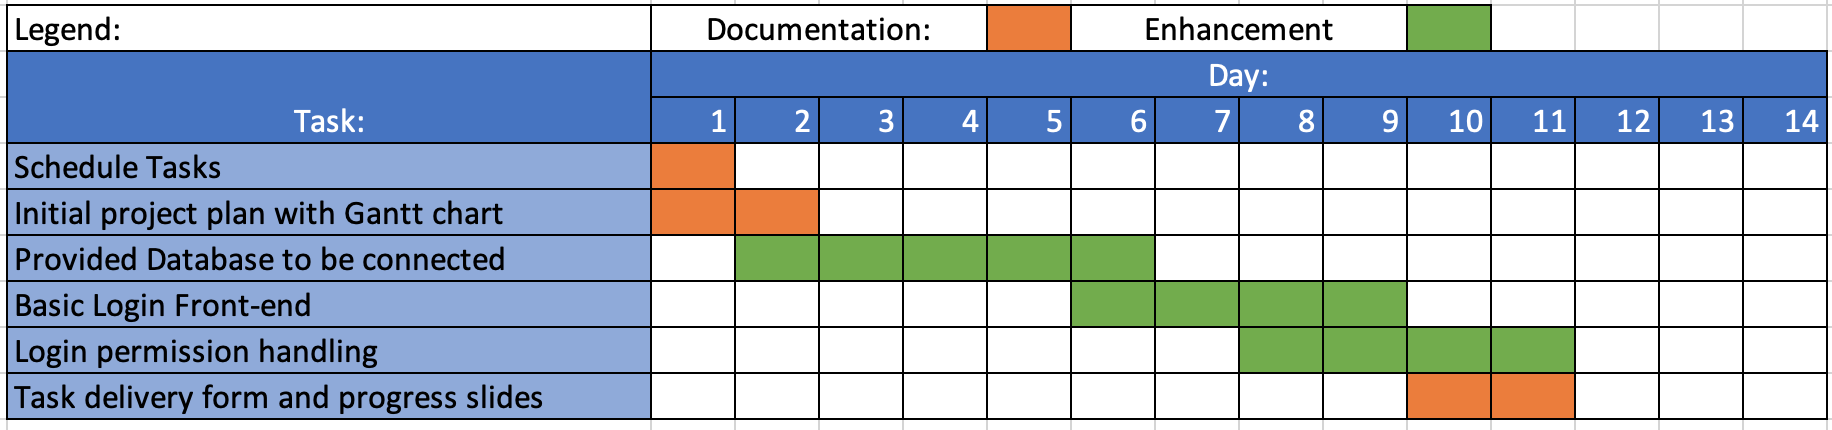 Legend: Documentation: Enhancement
Day:
Task: 1 2 3 4 5 6 7 8 9 10 11 12 13 14
Schedule Tasks
Initial project plan with Gantt chart
Provided Database to be connected
Basic Login Front-end
Login permission handling
Task delivery form and progress slides